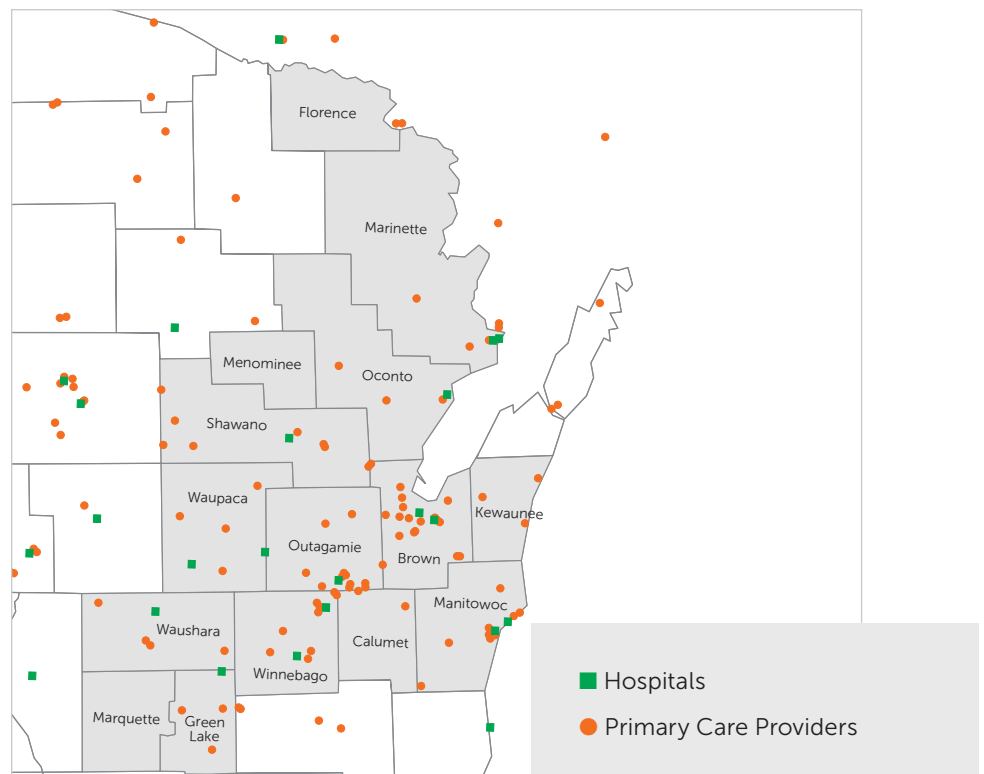 Florence
Marinette
Menominee
Oconto
Shawano
Waupaca
Kewaunee
Outagamie
Brown
Manitowoc
Waushara
Calumet
Winnebago
Marquette
Green
Lake
Hospitals
Primary Care Providers